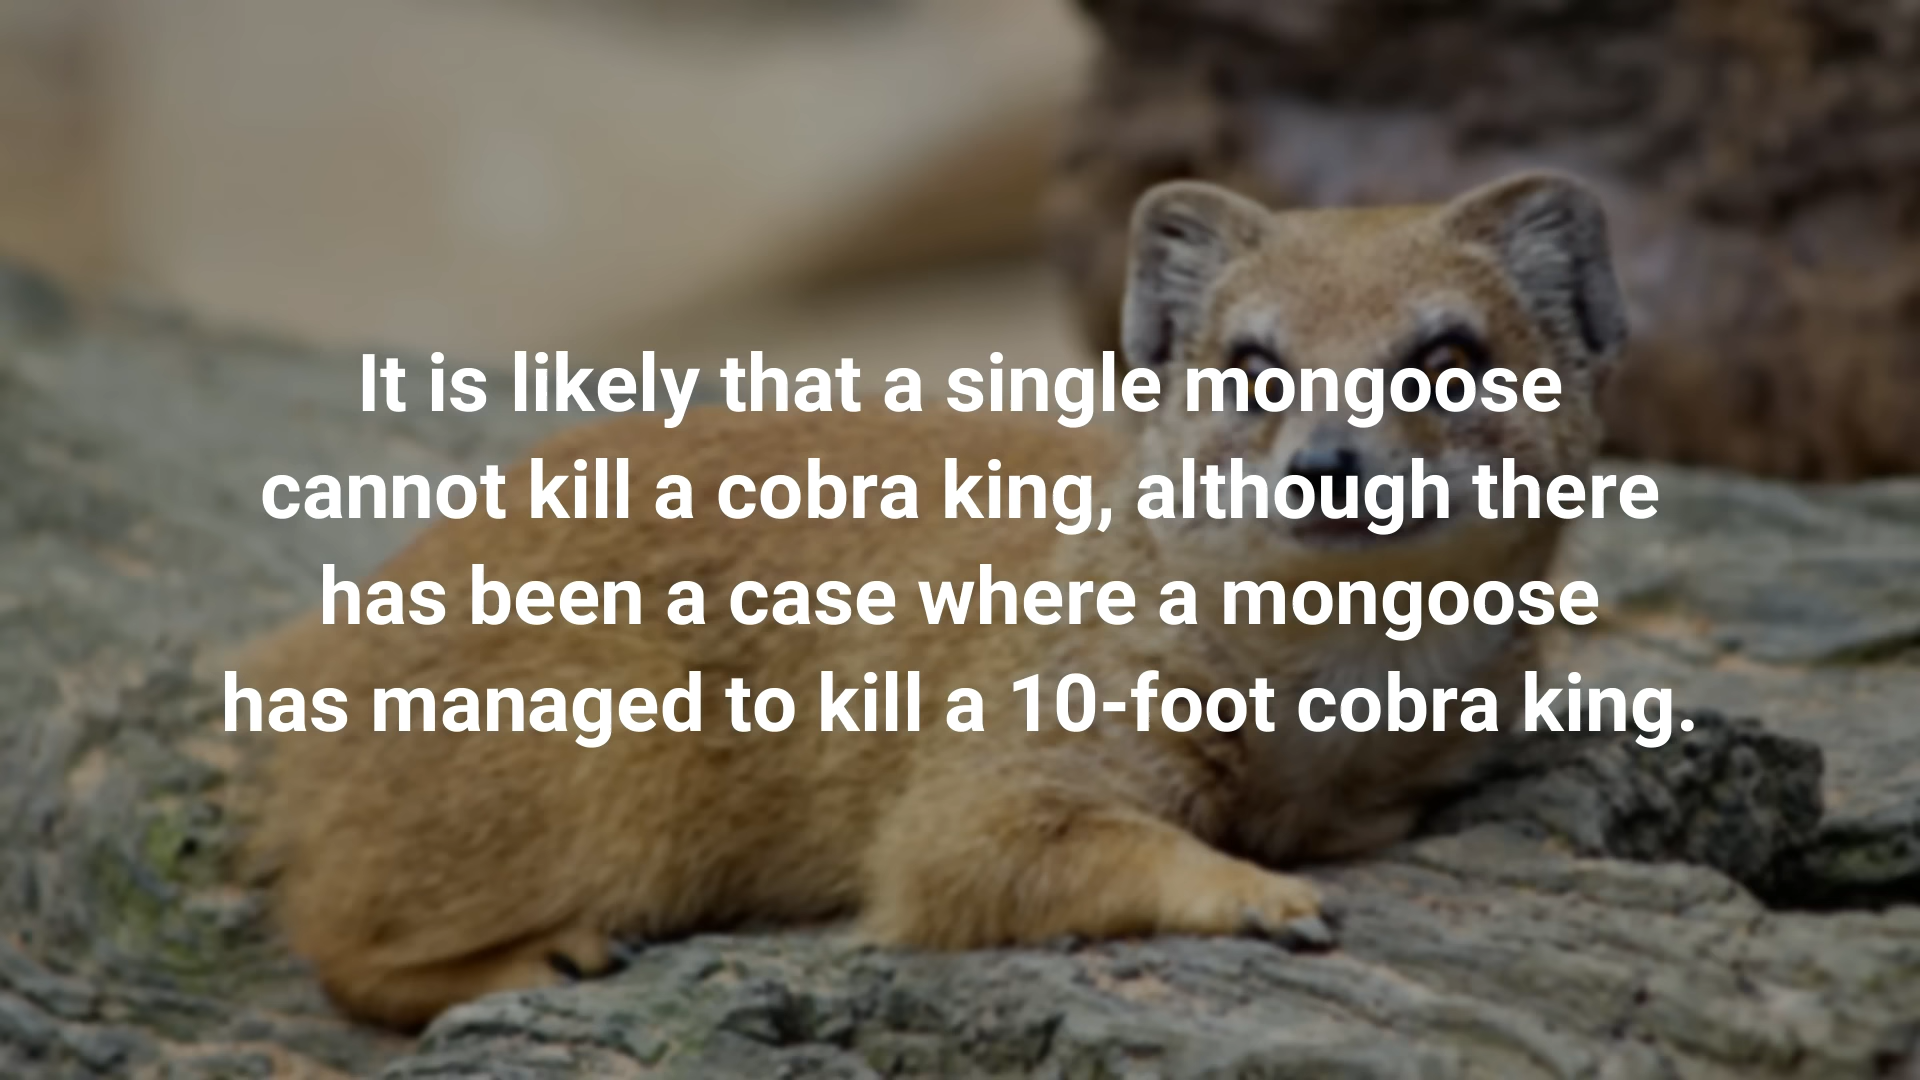 It is likely that a single mongoose
cannot kill a cobra king, although there
has been a case where a mongoose
has managed to kill a 10-foot cobra king.